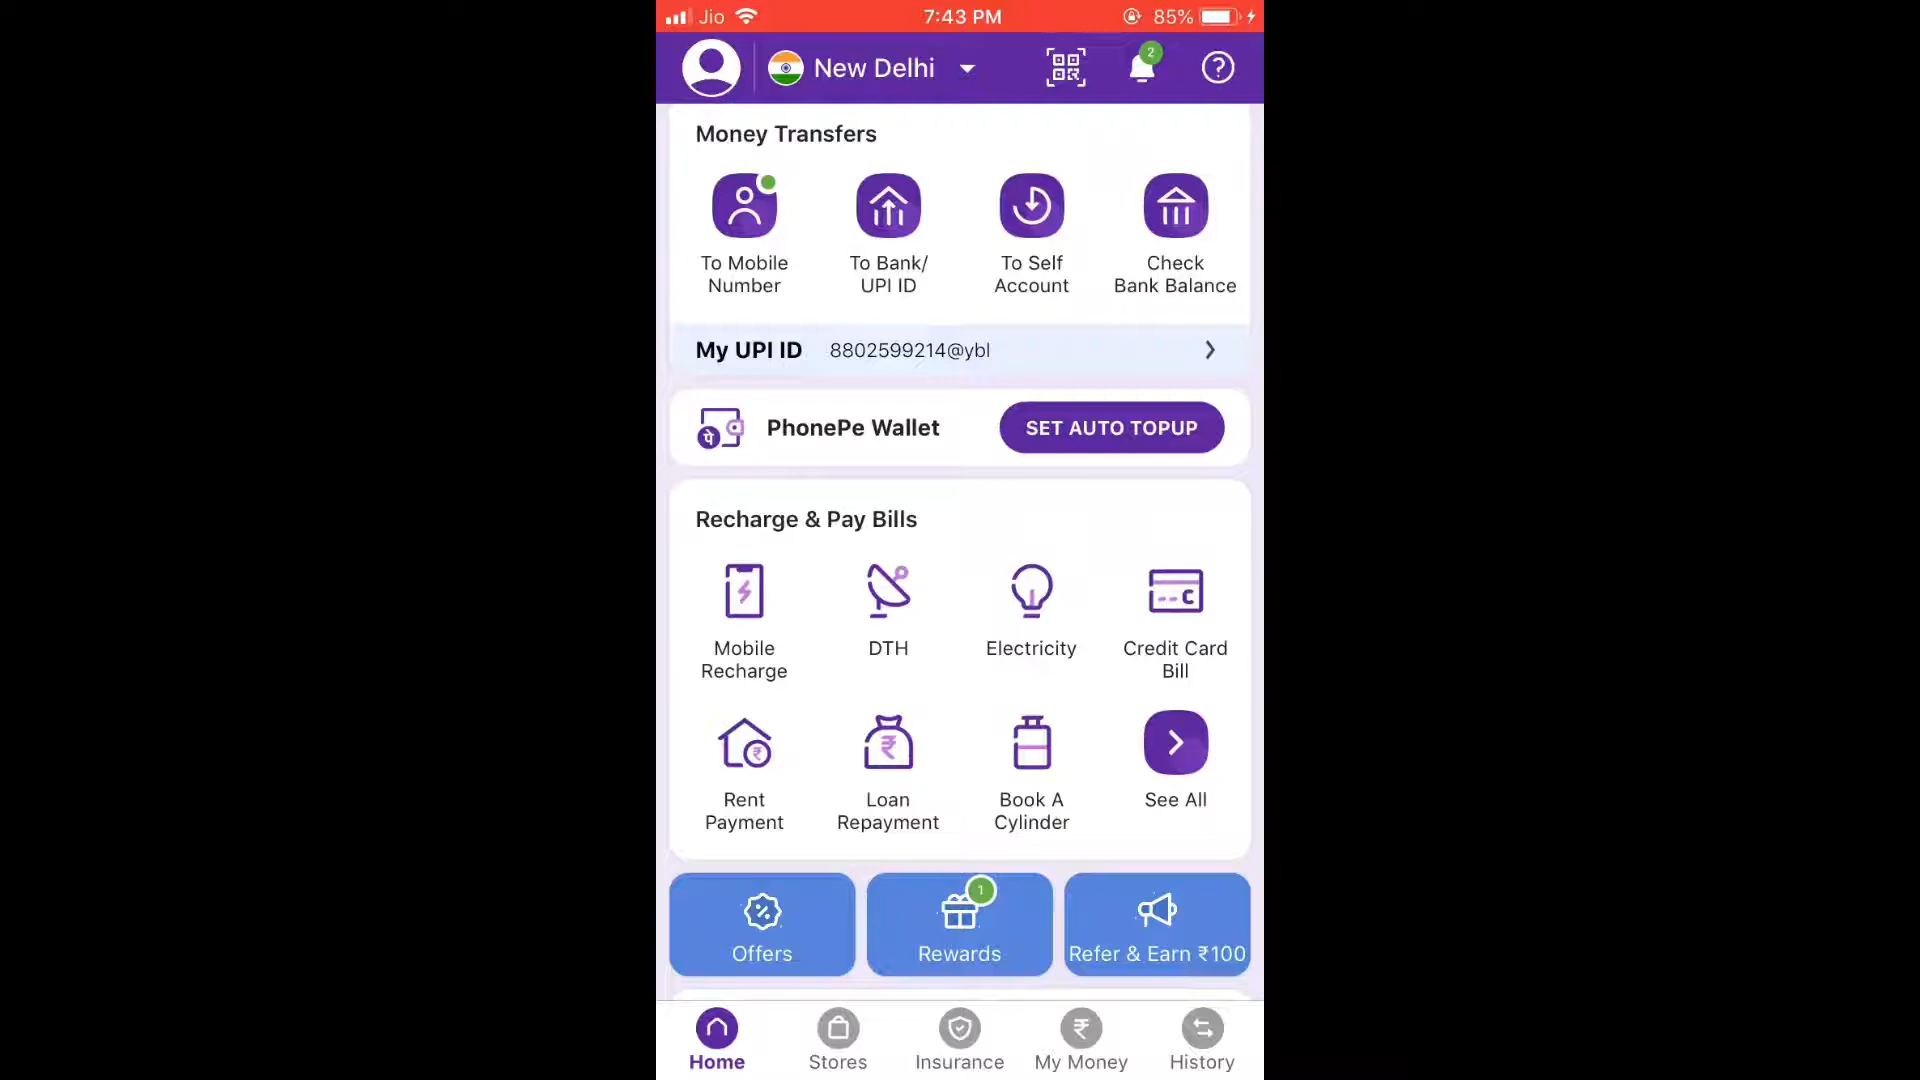 Jio 7:43 PM 85%
New Delhi 2 ?
Money Transfers
To Mobile Number
To Bank/ UPI ID
To Self Account
Check Bank Balance
My UPI ID 8802599214@ybl
पे PhonePe Wallet SET AUTO TOPUP
Recharge & Pay Bills
Mobile Recharge
DTH
Electricity
C
Credit Card Bill
₹
Rent Payment
₹
Loan Repayment
Book A Cylinder
See All
%
Offers
1
Rewards
Refer & Earn ₹100
₹
Home Stores Insurance My Money History